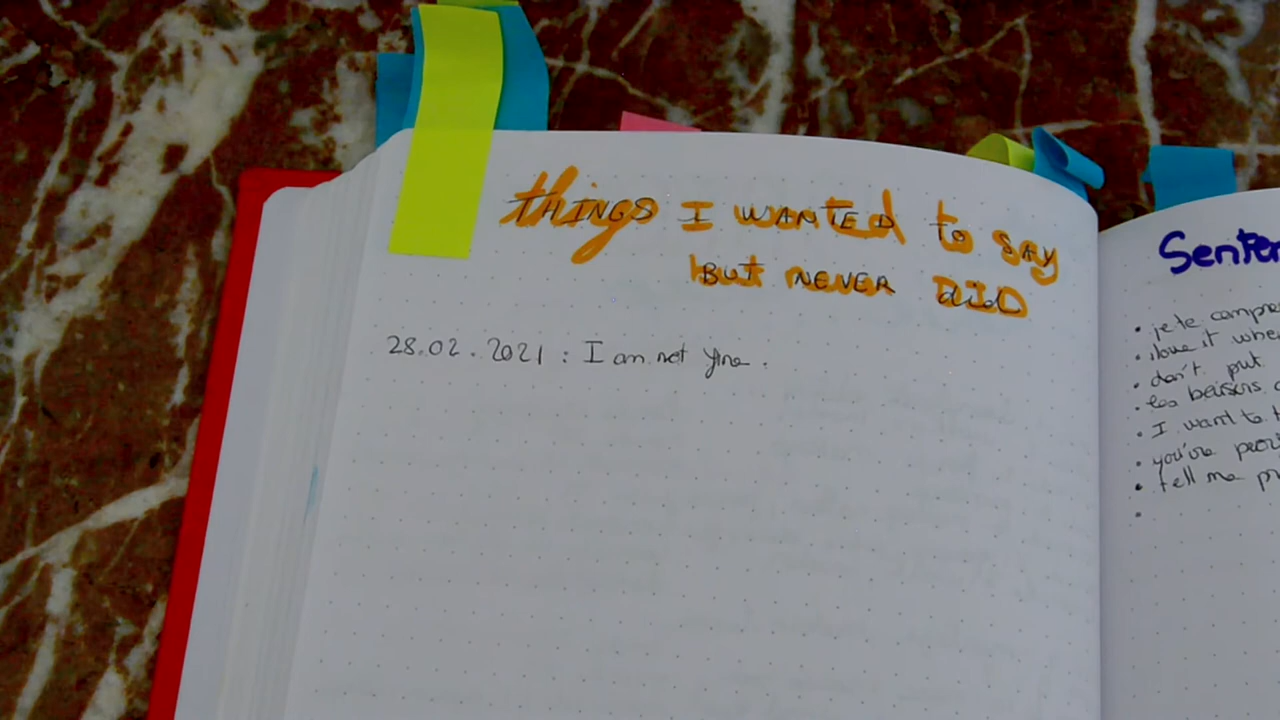 tHINGS I WANTED to SAY
BUt NEVER DID
28.02.2021 : I am not fine.
Senten
• je te compre
• i love it whe
• don't put
• les baisers
• I want to
• you're
• tell me pr
•